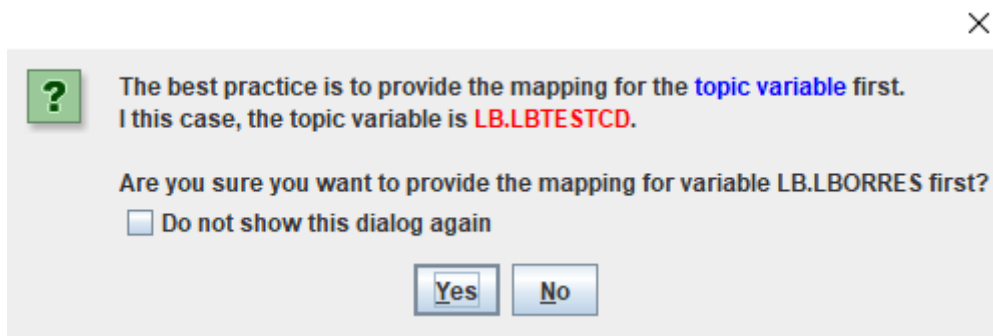 The best practice is to provide the mapping for the topic variable first.
I this case, the topic variable is LB.LBTESTCD.
Are you sure you want to provide the mapping for variable LB.LBORRES first?
Do not show this dialog again
Yes No